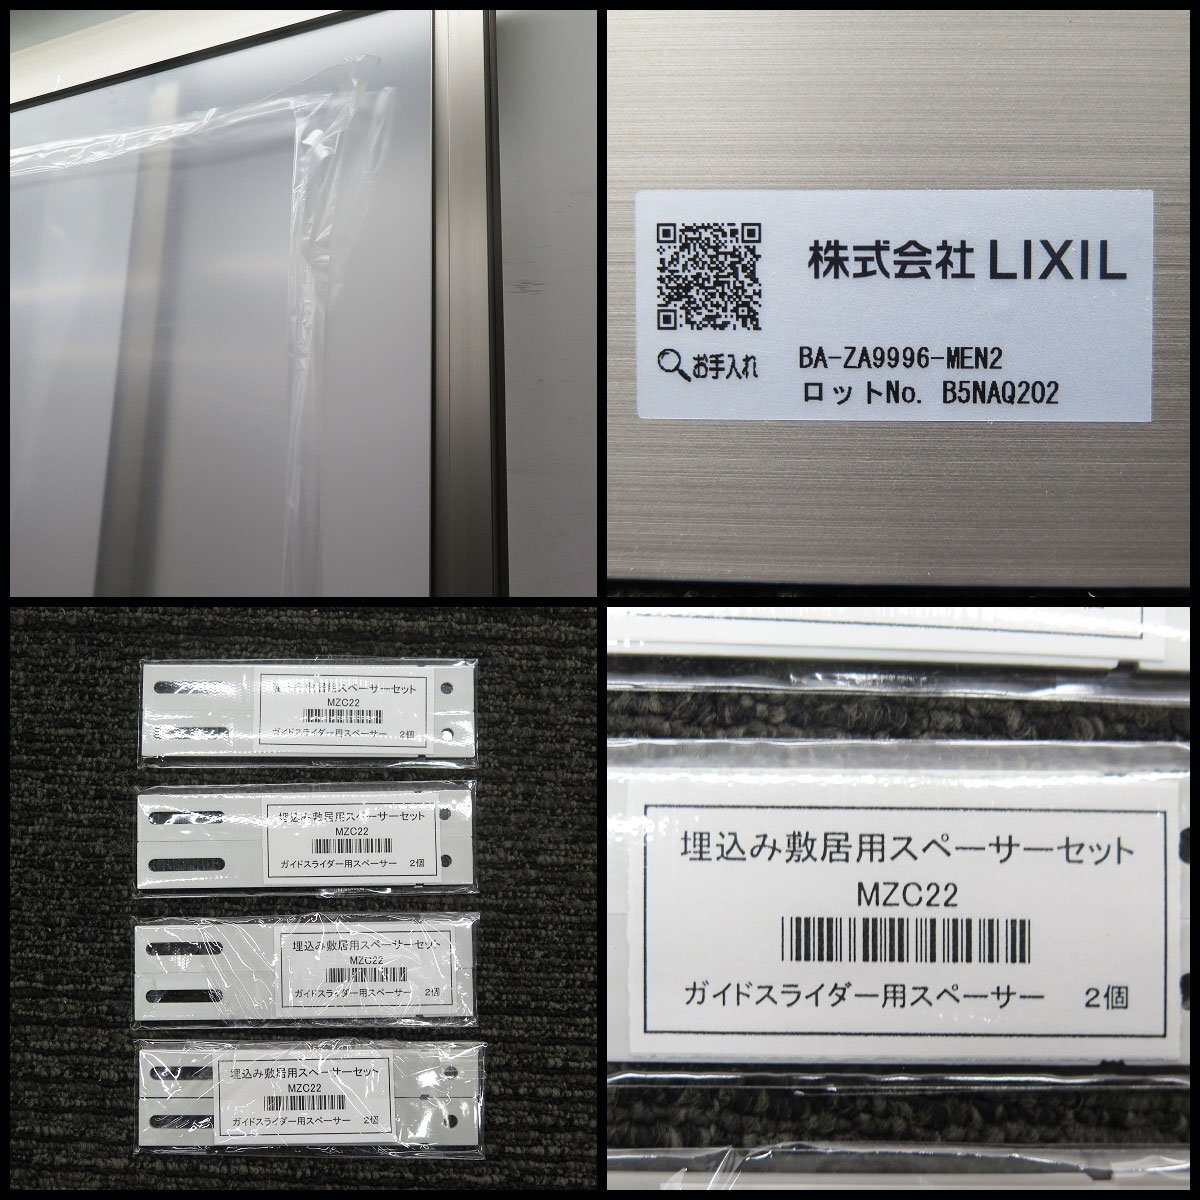 株式会社 LIXIL
お手入れ
BA-ZA9996-MEN2
ロットNo. B5NAQ202
用スペーサーセット
MZC22
ガイドスライダー用スペーサー 2個
埋込み敷居用スペーサーセット
MZC22
ガイドスライダー用スペーサー 2個
埋込み敷居用スペーサーセット
MZC22
ガイドスライダー用スペーサー 2個
埋込み敷居用スペーサーセット
MZC22
ガイドスライダー用スペーサー 2個
埋込み敷居用スペーサーセット
MZC22
ガイドスライダー用スペーサー 2個